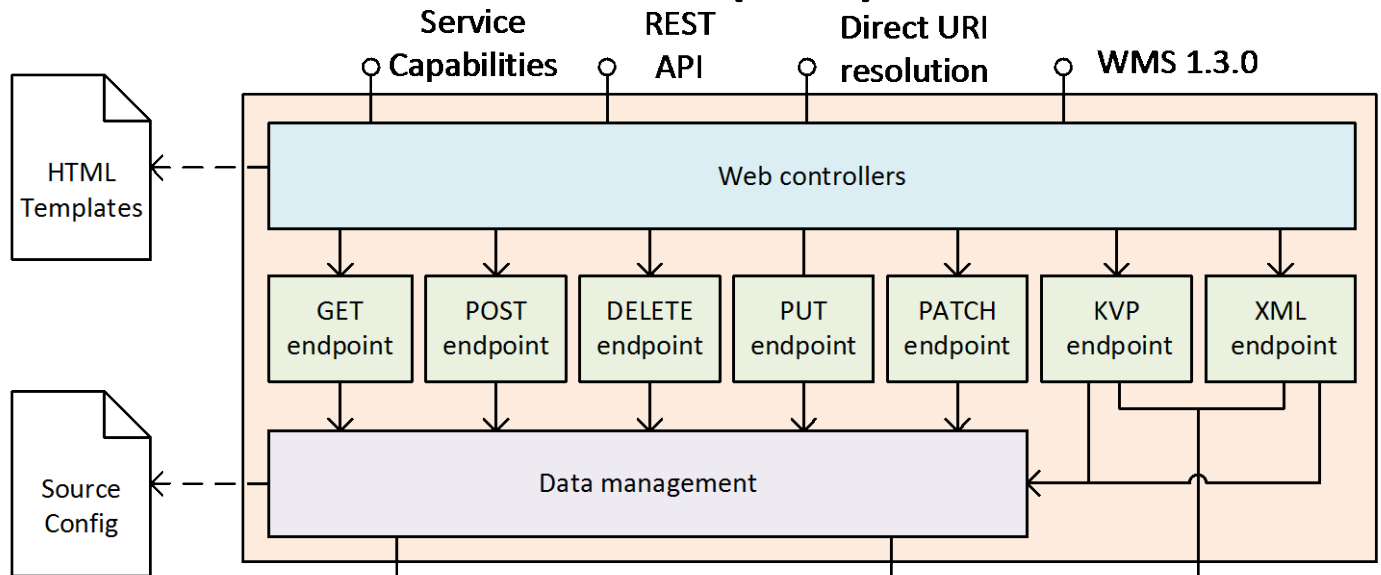 Service
Capabilities
REST
API
Direct URI
resolution
WMS 1.3.0
HTML
Templates
Web controllers
GET
endpoint
POST
endpoint
DELETE
endpoint
PUT
endpoint
PATCH
endpoint
KVP
endpoint
XML
endpoint
Source
Config
Data management